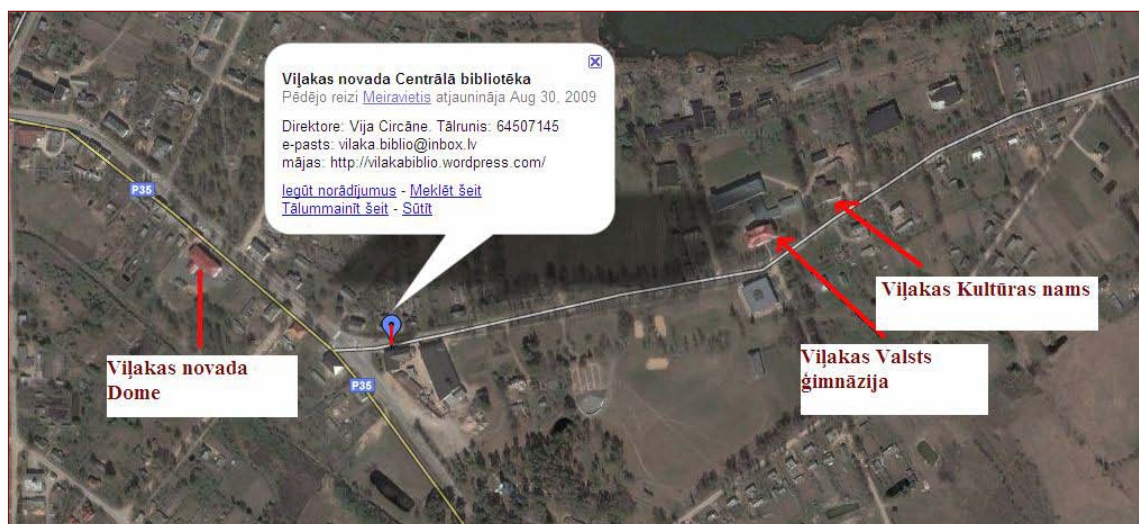 Viļakas novada Centrālā bibliotēka
Pēdējo reizi Meiravietis atjaunināja Aug 30, 2009
Direktore: Vija Circāne. Tālrunis: 64507145
e-pasts: vilaka.biblio@inbox.lv
mājas: http://vilakabiblio.wordpress.com/
Iegūt norādījumus - Meklēt šeit
Tālummainīt šeit - Sūtīt
P35
Viļakas Kultūras nams
Viļakas novada
Dome
Viļakas Valsts
ģimnāzija
P35